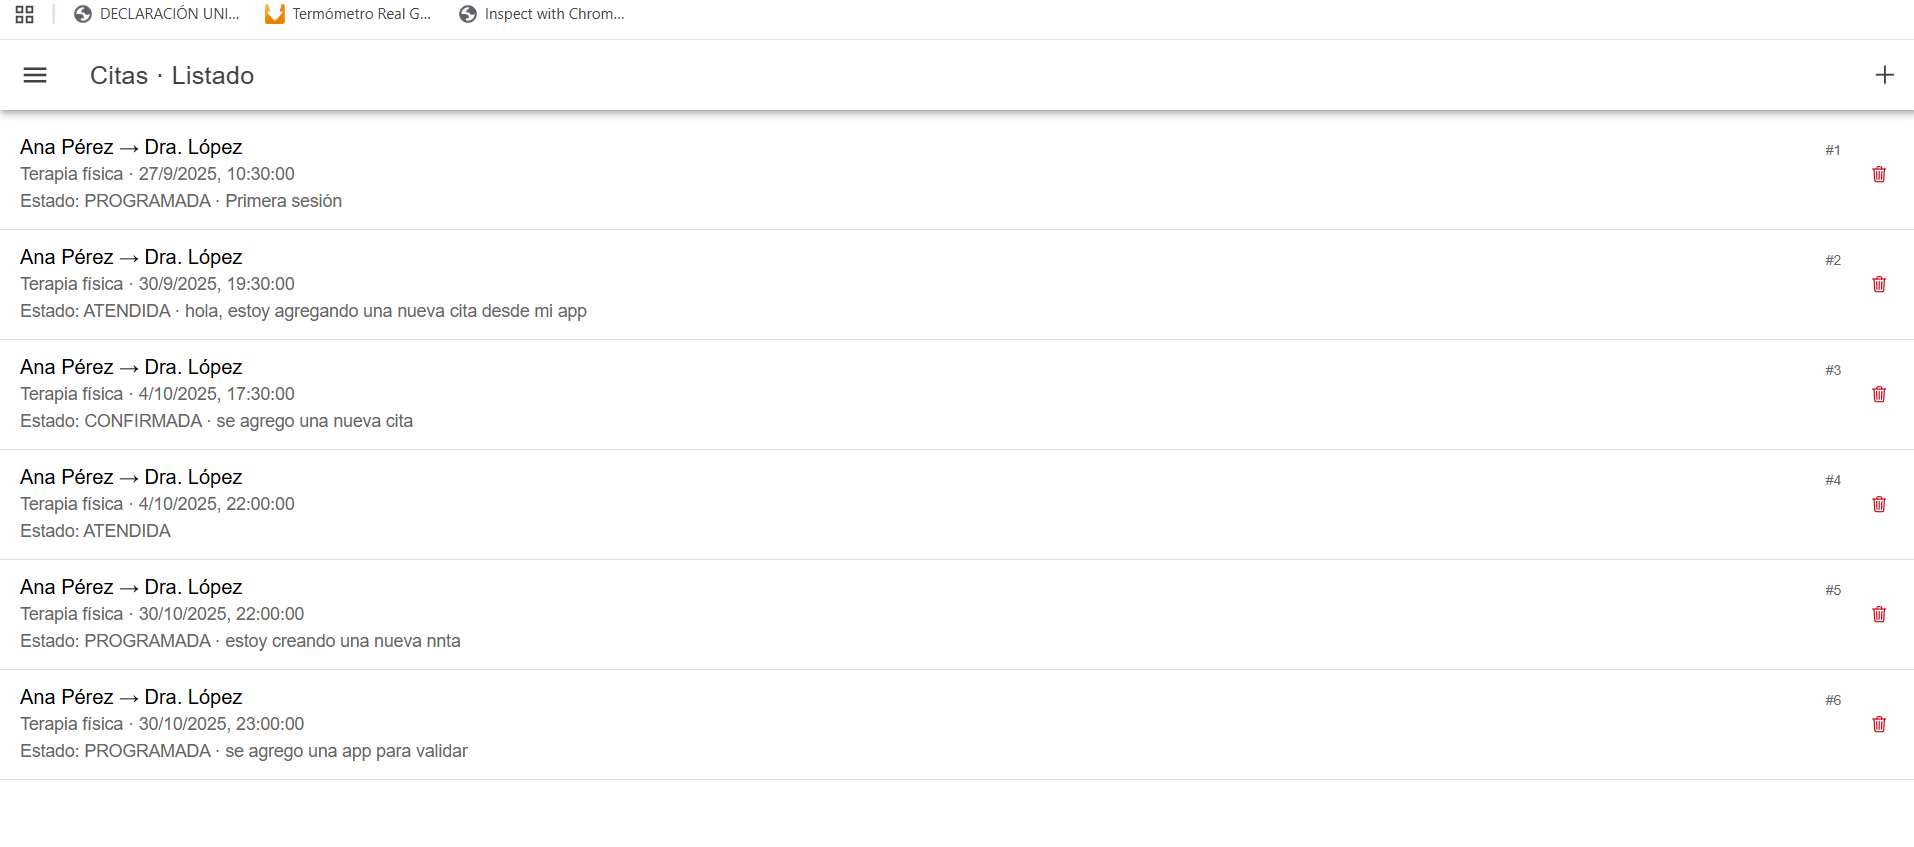 DECLARACIÓN UNI... Termómetro Real G... Inspect with Chrom...
Citas · Listado
Ana Pérez → Dra. López
#1
Terapia física · 27/9/2025, 10:30:00
Estado: PROGRAMADA · Primera sesión
Ana Pérez → Dra. López
#2
Terapia física · 30/9/2025, 19:30:00
Estado: ATENDIDA · hola, estoy agregando una nueva cita desde mi app
Ana Pérez → Dra. López
#3
Terapia física · 4/10/2025, 17:30:00
Estado: CONFIRMADA · se agrego una nueva cita
Ana Pérez → Dra. López
#4
Terapia física · 4/10/2025, 22:00:00
Estado: ATENDIDA
Ana Pérez → Dra. López
#5
Terapia física · 30/10/2025, 22:00:00
Estado: PROGRAMADA · estoy creando una nueva nnta
Ana Pérez → Dra. López
#6
Terapia física · 30/10/2025, 23:00:00
Estado: PROGRAMADA · se agrego una app para validar